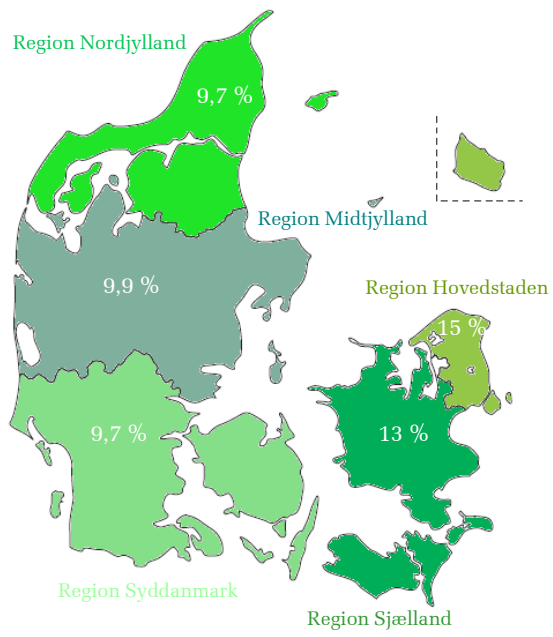 Region Nordjylland
9,7 %
Region Midtjylland
9,9 %
Region Hovedstaden
15 %
9,7 %
13 %
Region Syddanmark
Region Sjælland